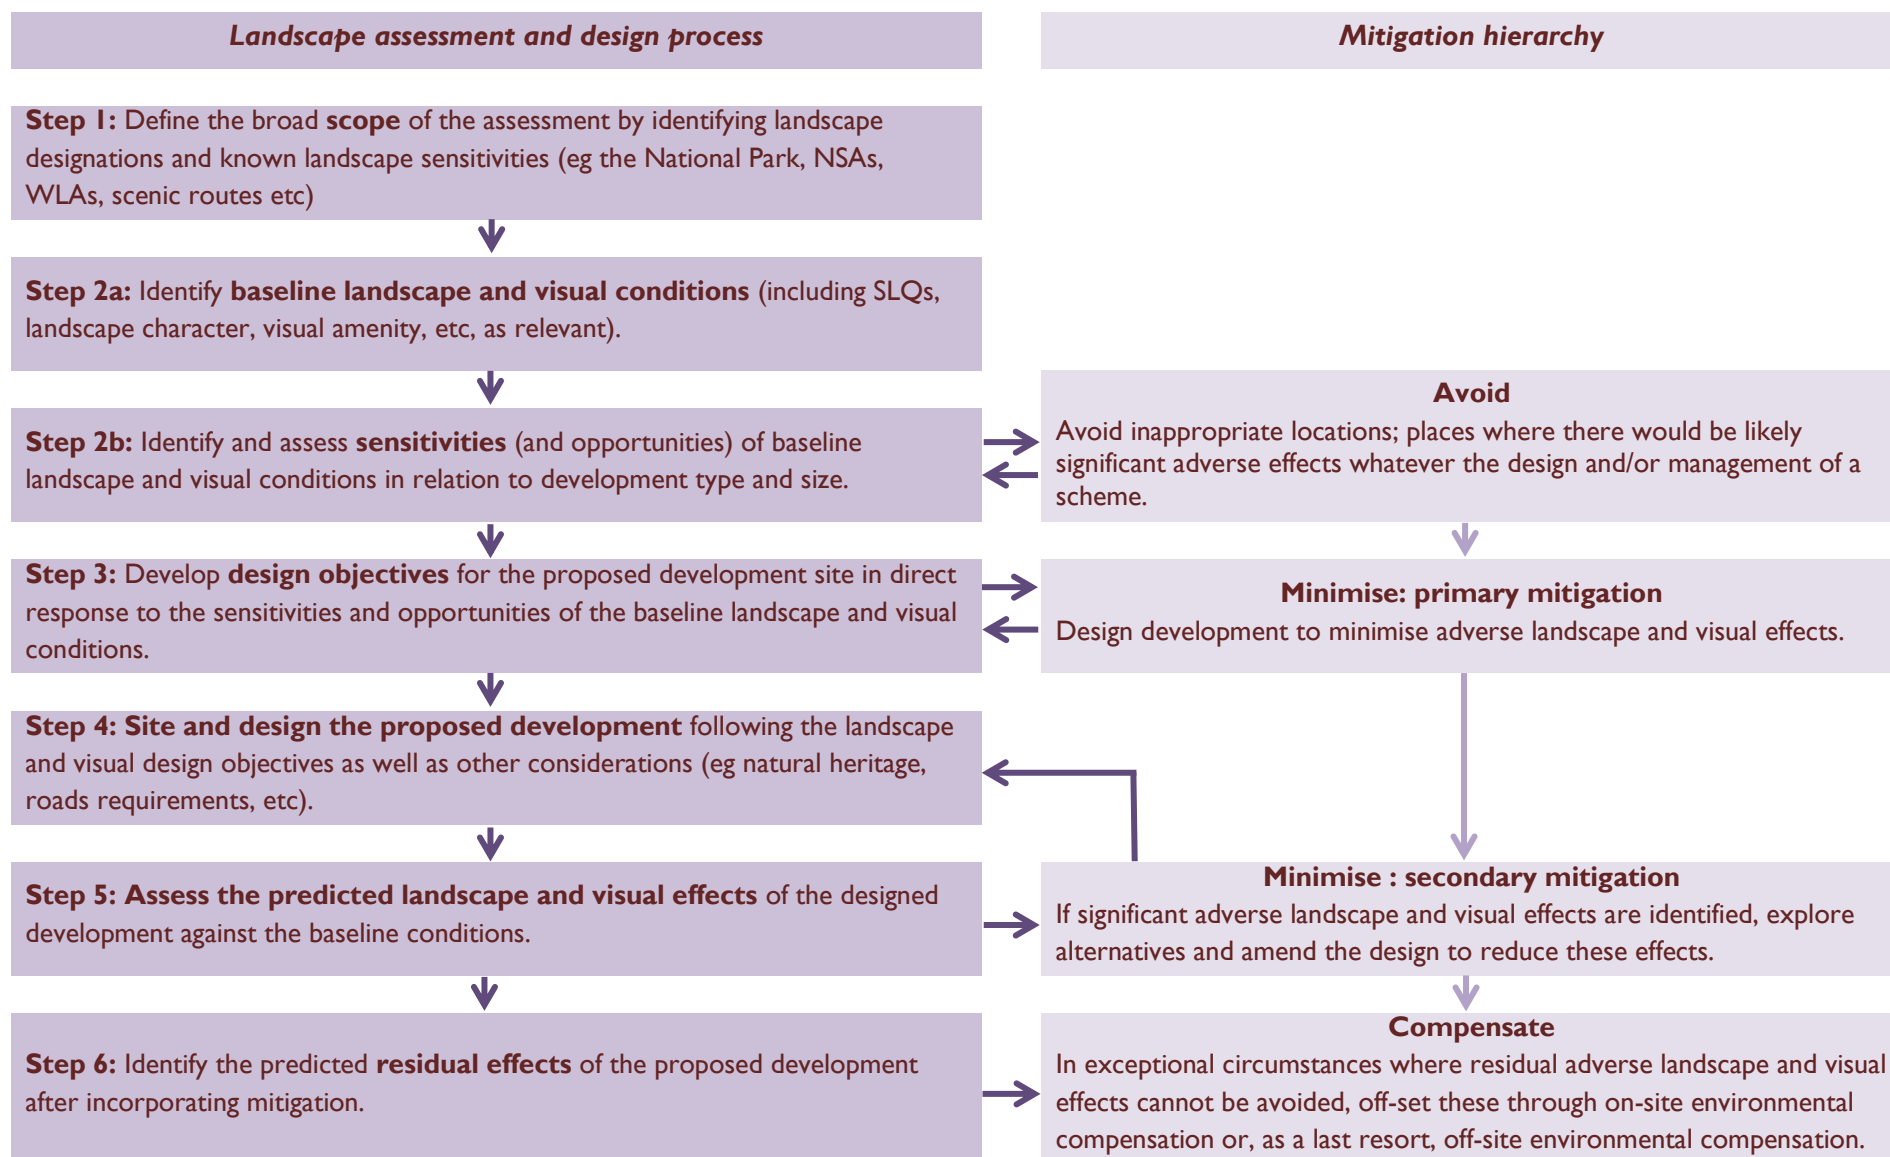 Landscape assessment and design process
Step 1: Define the broad scope of the assessment by identifying landscape
designations and known landscape sensitivities (eg the National Park, NSAs,
WLAs, scenic routes etc)
Step 2a: Identify baseline landscape and visual conditions (including SLQs,
landscape character, visual amenity, etc, as relevant).
Step 2b: Identify and assess sensitivities (and opportunities) of baseline
landscape and visual conditions in relation to development type and size.
Step 3: Develop design objectives for the proposed development site in direct
response to the sensitivities and opportunities of the baseline landscape and visual
conditions.
Step 4: Site and design the proposed development following the landscape
and visual design objectives as well as other considerations (eg natural heritage,
roads requirements, etc).
Step 5: Assess the predicted landscape and visual effects of the designed
development against the baseline conditions.
Step 6: Identify the predicted residual effects of the proposed development
after incorporating mitigation.
Mitigation hierarchy
Avoid
Avoid inappropriate locations; places where there would be likely
significant adverse effects whatever the design and/or management of a
scheme.
Minimise: primary mitigation
Design development to minimise adverse landscape and visual effects.
Minimise : secondary mitigation
If significant adverse landscape and visual effects are identified, explore
alternatives and amend the design to reduce these effects.
Compensate
In exceptional circumstances where residual adverse landscape and visual
effects cannot be avoided, off-set these through on-site environmental
compensation or, as a last resort, off-site environmental compensation.